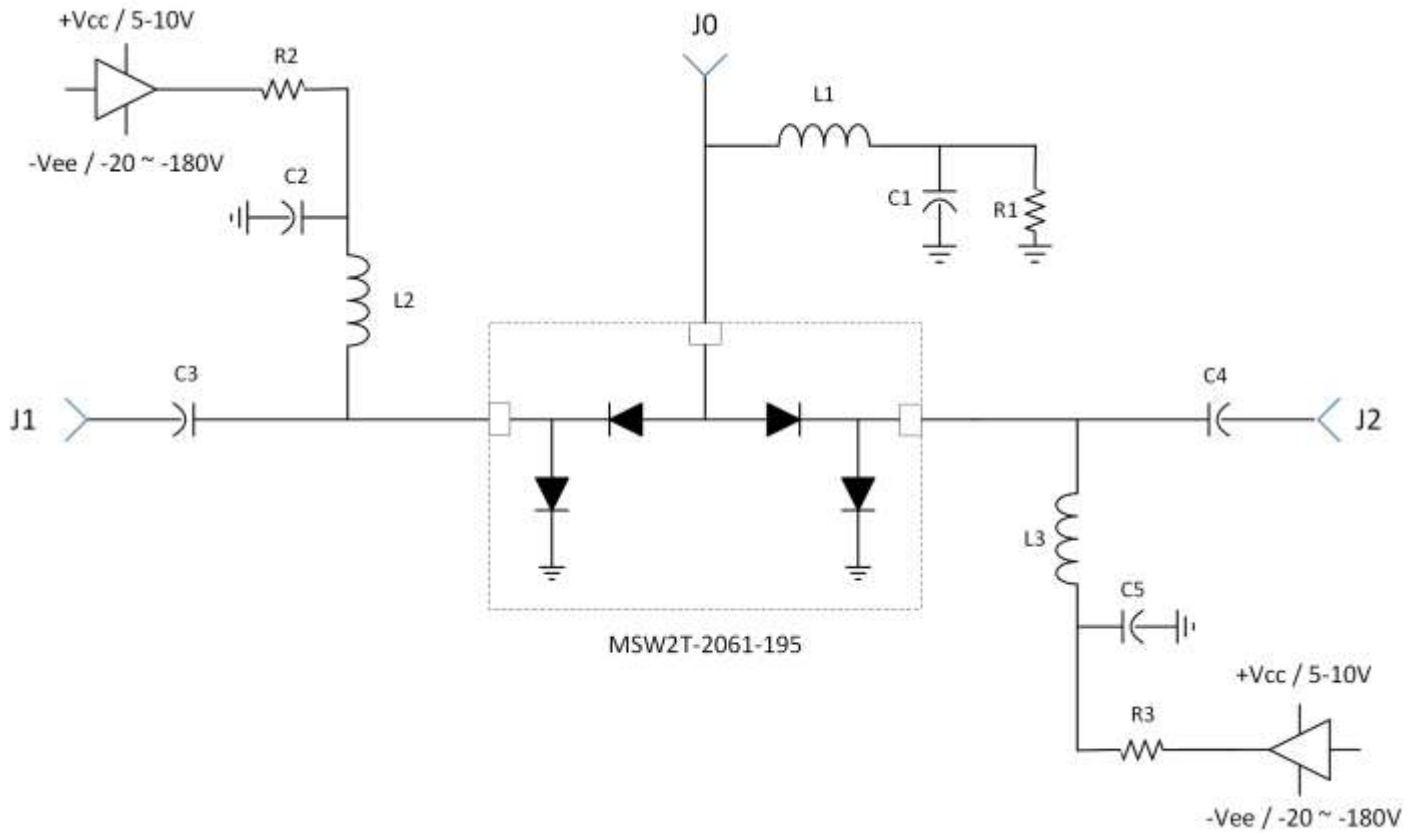 +Vcc / 5-10V
R2
J0
L1
-Vee / -20 ~ -180V
C2
C1
R1
L2
C3
C4
J1
J2
L3
C5
MSW2T-2061-195
+Vcc / 5-10V
R3
-Vee / -20 ~ -180V